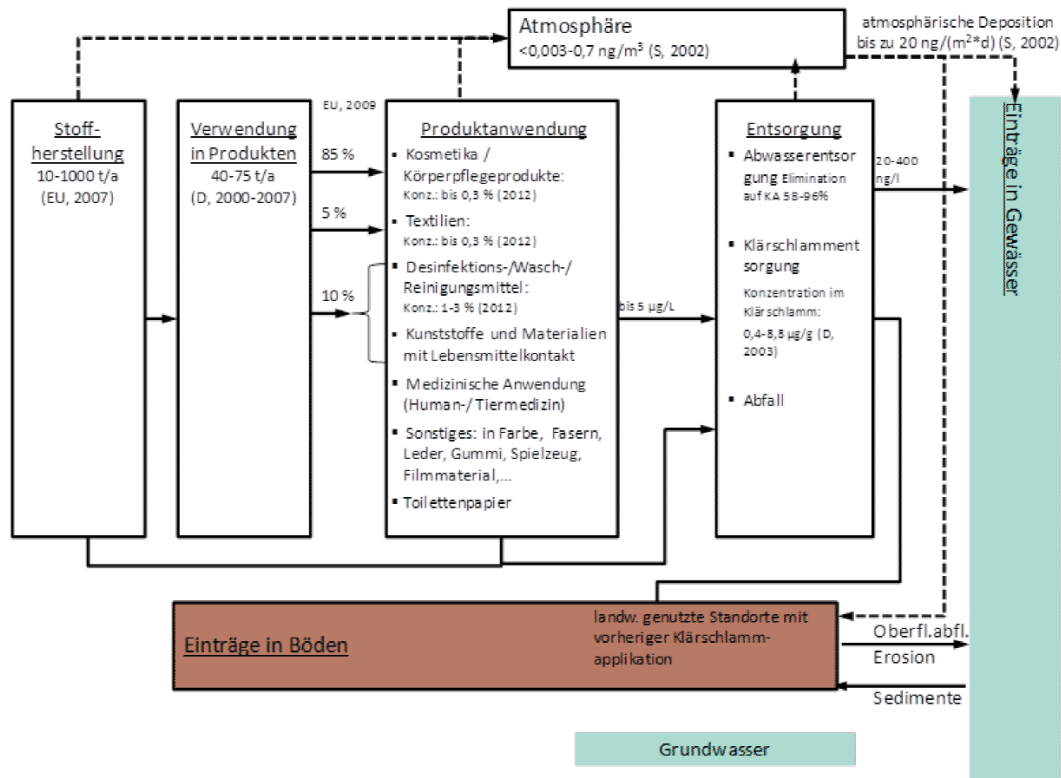 Atmosphäre
<0,003-0,7 ng/m³ (S, 2002)
atmosphärische Deposition
bis zu 20 ng/(m²*d) (S, 2002)
Stoff-
herstellung
10-1000 t/a
(EU, 2007)
Verwendung
in Produkten
40-75 t/a
(D, 2000-2007)
EU, 2009
85 %
5 %
10 %
Produktanwendung
▪ Kosmetika /
Körperpflegeprodukte:
Konz.: bis 0,3 % (2012)
▪ Textilien:
Konz.: bis 0,3 % (2012)
▪ Desinfektions-/Wasch-/
Reinigungsmittel:
Konz.: 1-3 % (2012)
▪ Kunststoffe und Materialien
mit Lebensmittelkontakt
▪ Medizinische Anwendung
(Human-/ Tiermedizin)
▪ Sonstiges: in Farbe, Fasern,
Leder, Gummi, Spielzeug,
Filmmaterial,...
▪ Toilettenpapier
bis 5 µg/L
Entsorgung
▪ Abwasserentsor
gung Elimination
auf KA 58-96%
▪ Klärschlamment
sorgung
Konzentration im
Klärschlamm:
0,4-8,8 µg/g (D,
2003)
▪ Abfall
20-400
ng/l
Einträge in Gewässer
Einträge in Böden
landw. genutzte Standorte mit
vorheriger Klärschlamm-
applikation
Oberfl.abfl.
Erosion
Sedimente
Grundwasser